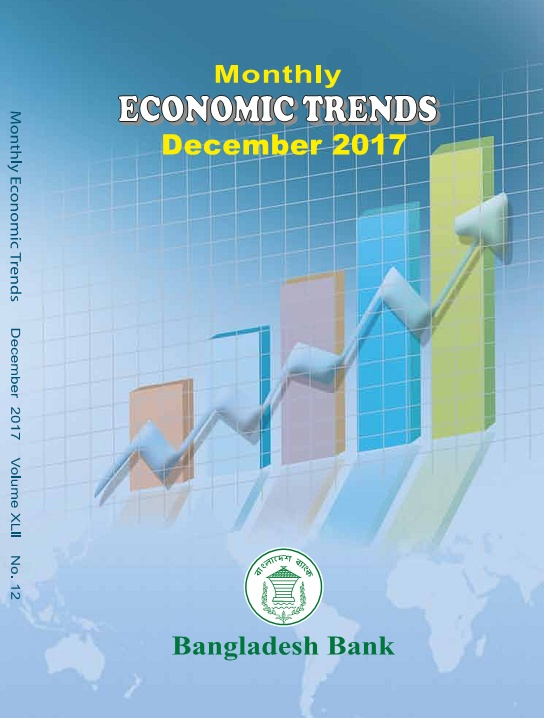 Monthly
ECONOMIC TRENDS
December 2017
Monthly Economic Trends December 2017 Volume XLII No. 12
বাংলাদেশ ব্যাংক
Bangladesh Bank